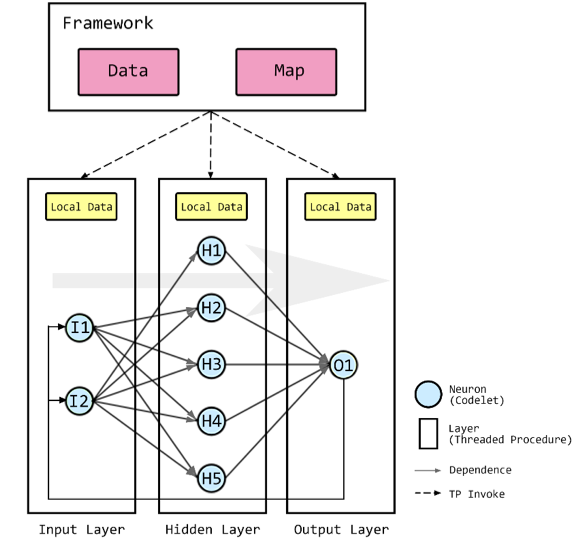 Framework
Data
Map
Local Data
Local Data
Local Data
H1
H2
I1
H3
O1
I2
H4
H5
Neuron
(Codelet)
Layer
(Threaded Procedure)
Dependence
TP Invoke
Input Layer
Hidden Layer
Output Layer